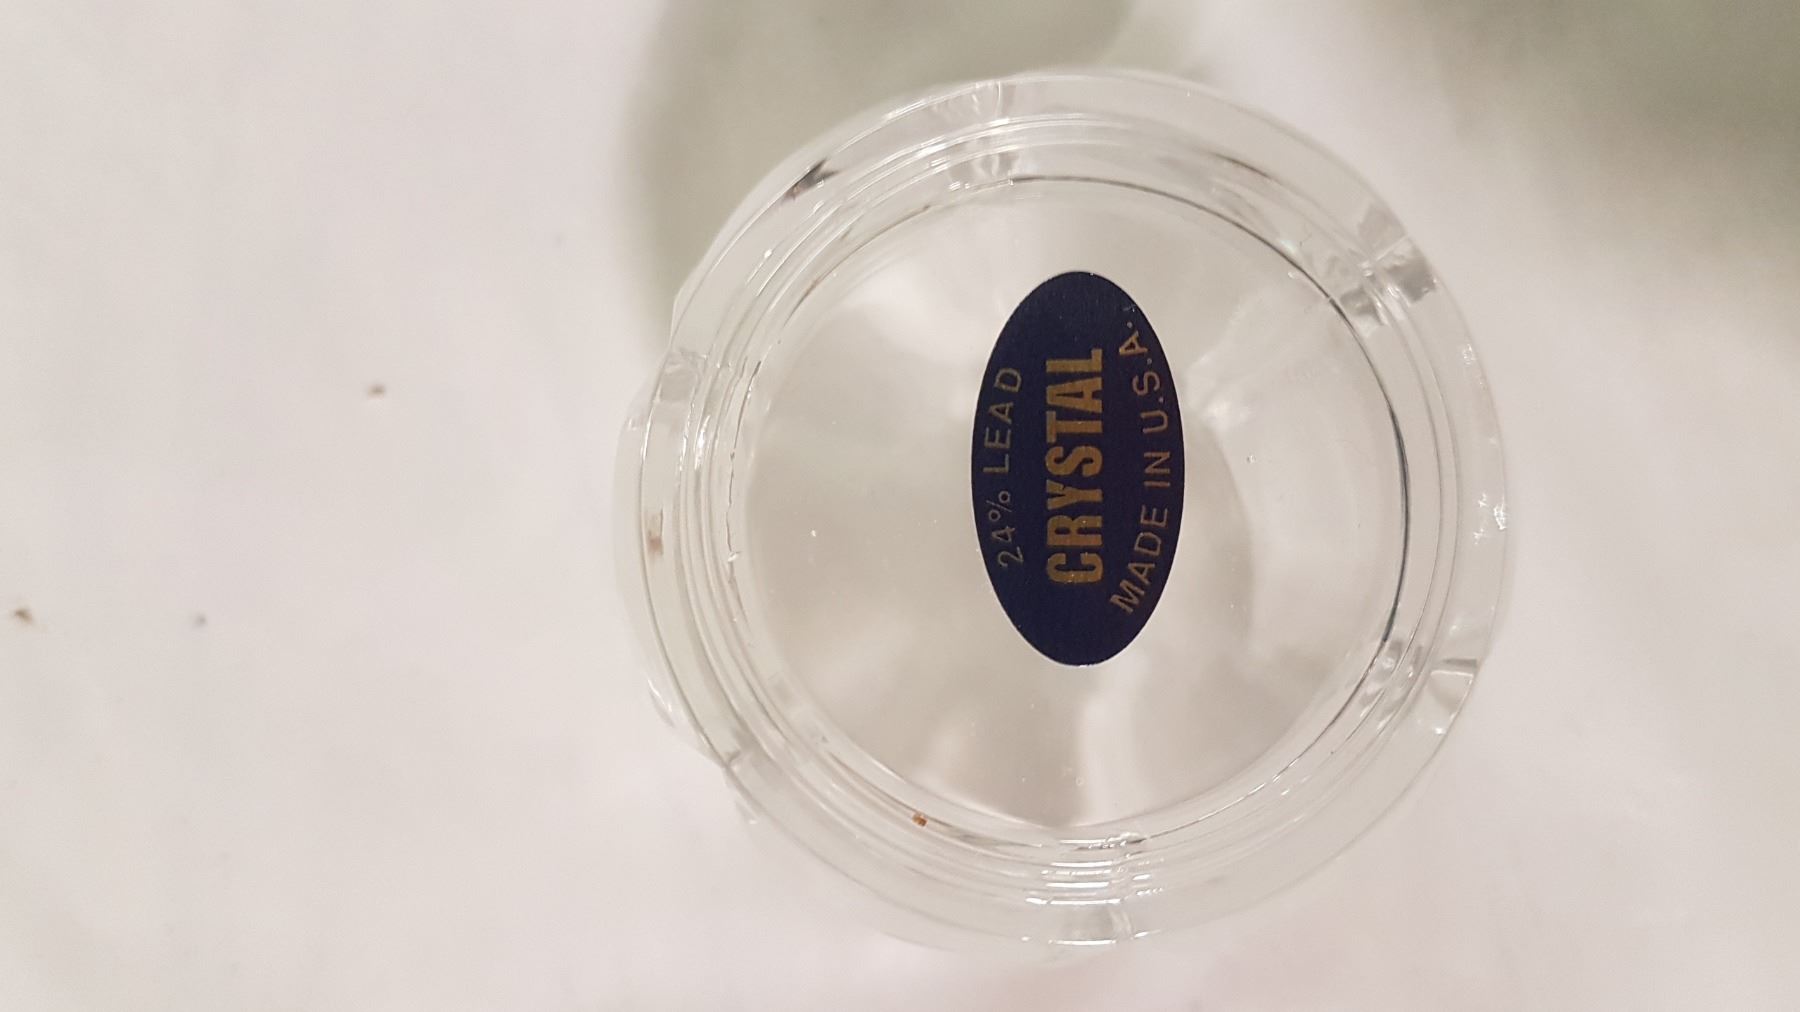 24% LEAD
CRYSTAL
MADE IN U.S.A.